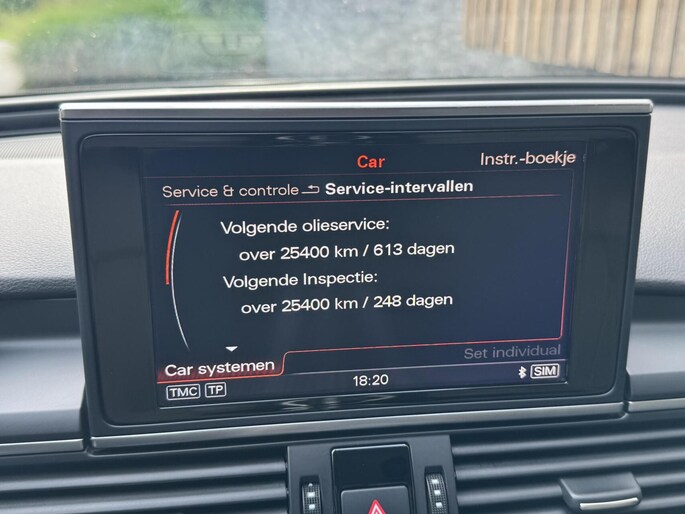 Car
Instr.-boekje
Service & controle Service-intervallen
Volgende olieservice:
over 25400 km / 613 dagen
Volgende Inspectie:
over 25400 km / 248 dagen
Set individual
Car systemen
TMC TP 18:20 SIM